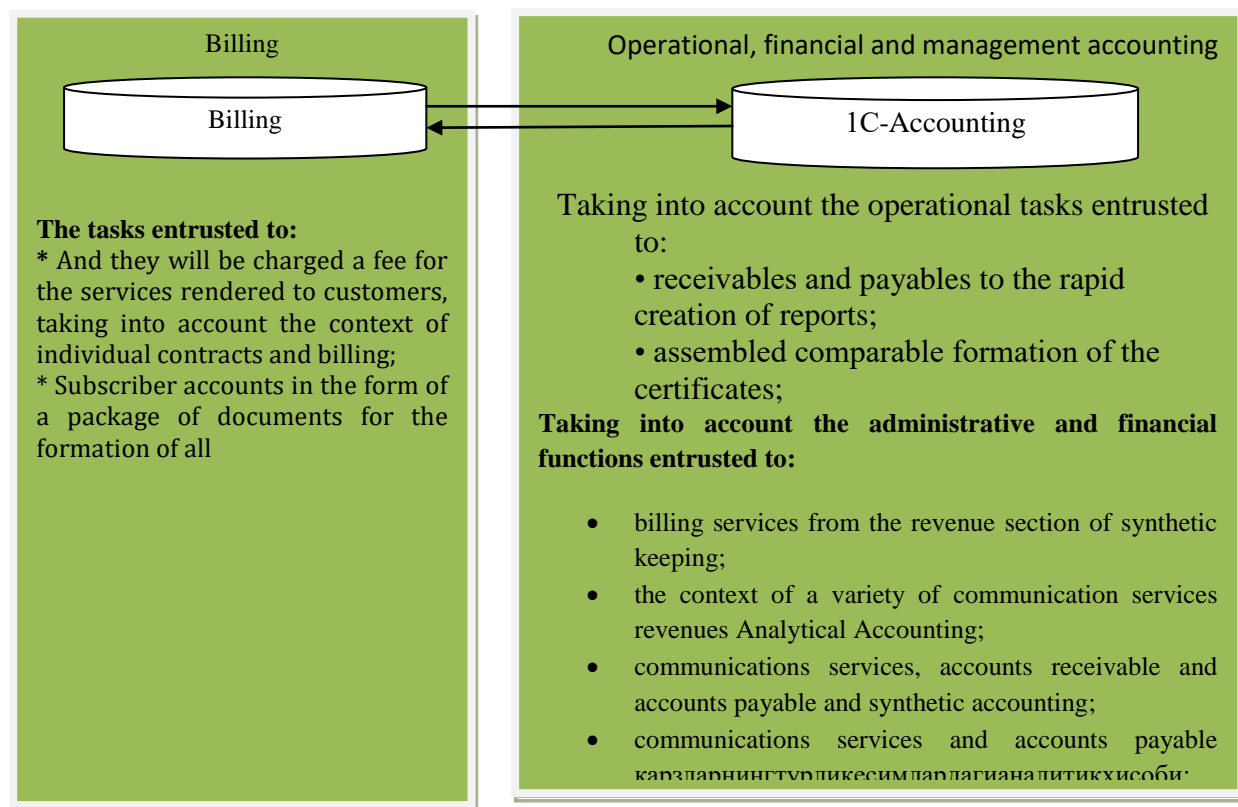 Billing
Billing
The tasks entrusted to:
* And they will be charged a fee for
the services rendered to customers,
taking into account the context of
individual contracts and billing;
* Subscriber accounts in the form of
a package of documents for the
formation of all
Operational, financial and management accounting
1C-Accounting
Taking into account the operational tasks entrusted
to:
• receivables and payables to the rapid
creation of reports;
• assembled comparable formation of the
certificates;
Taking into account the administrative and financial
functions entrusted to:
• billing services from the revenue section of synthetic
keeping;
• the context of a variety of communication services
revenues Analytical Accounting;
• communications services, accounts receivable and
accounts payable and synthetic accounting;
• communications services and accounts payable
карзларнингтурликесимлардагианалитикхисоби;